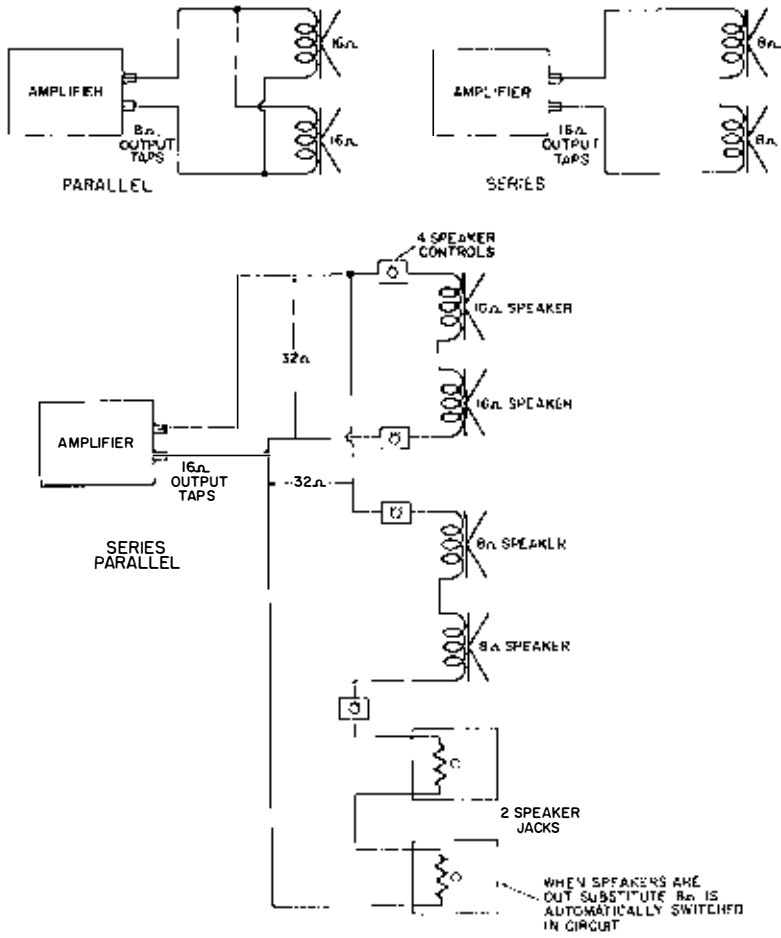 16Ω
AMPLIFIER
8Ω
OUTPUT
TAPS
16Ω
PARALLEL
8Ω
AMPLIFIER
16Ω
OUTPUT
TAPS
8Ω
SERIES
4 SPEAKER
CONTROLS
16Ω SPEAKER
32Ω
16Ω SPEAKER
AMPLIFIER
16Ω
OUTPUT
TAPS
32Ω
SERIES
PARALLEL
8Ω SPEAKER
8Ω SPEAKER
2 SPEAKER
JACKS
WHEN SPEAKERS ARE
OUT SUBSTITUTE 8Ω IS
AUTOMATICALLY SWITCHED
IN CIRCUIT